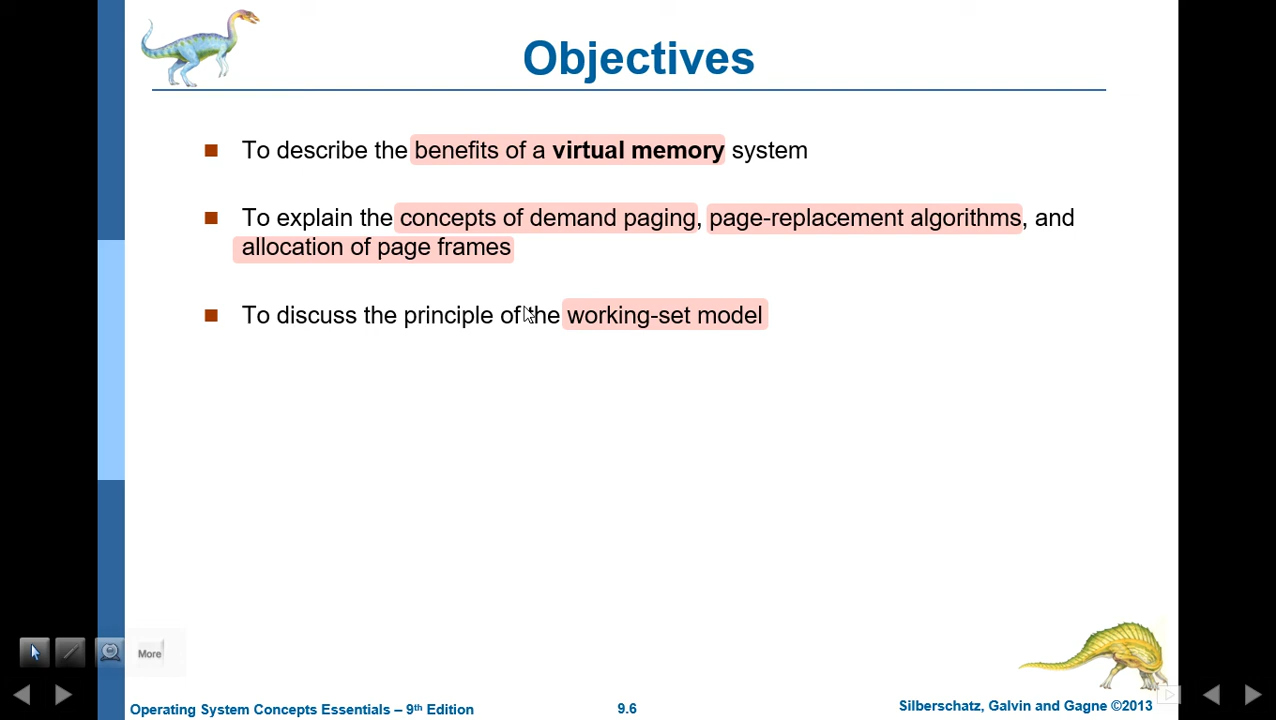 Objectives
To describe the benefits of a virtual memory system
To explain the concepts of demand paging, page-replacement algorithms, and
allocation of page frames
To discuss the principle of the working-set model
More
Operating System Concepts Essentials – 9th Edition
9.6
Silberschatz, Galvin and Gagne ©2013